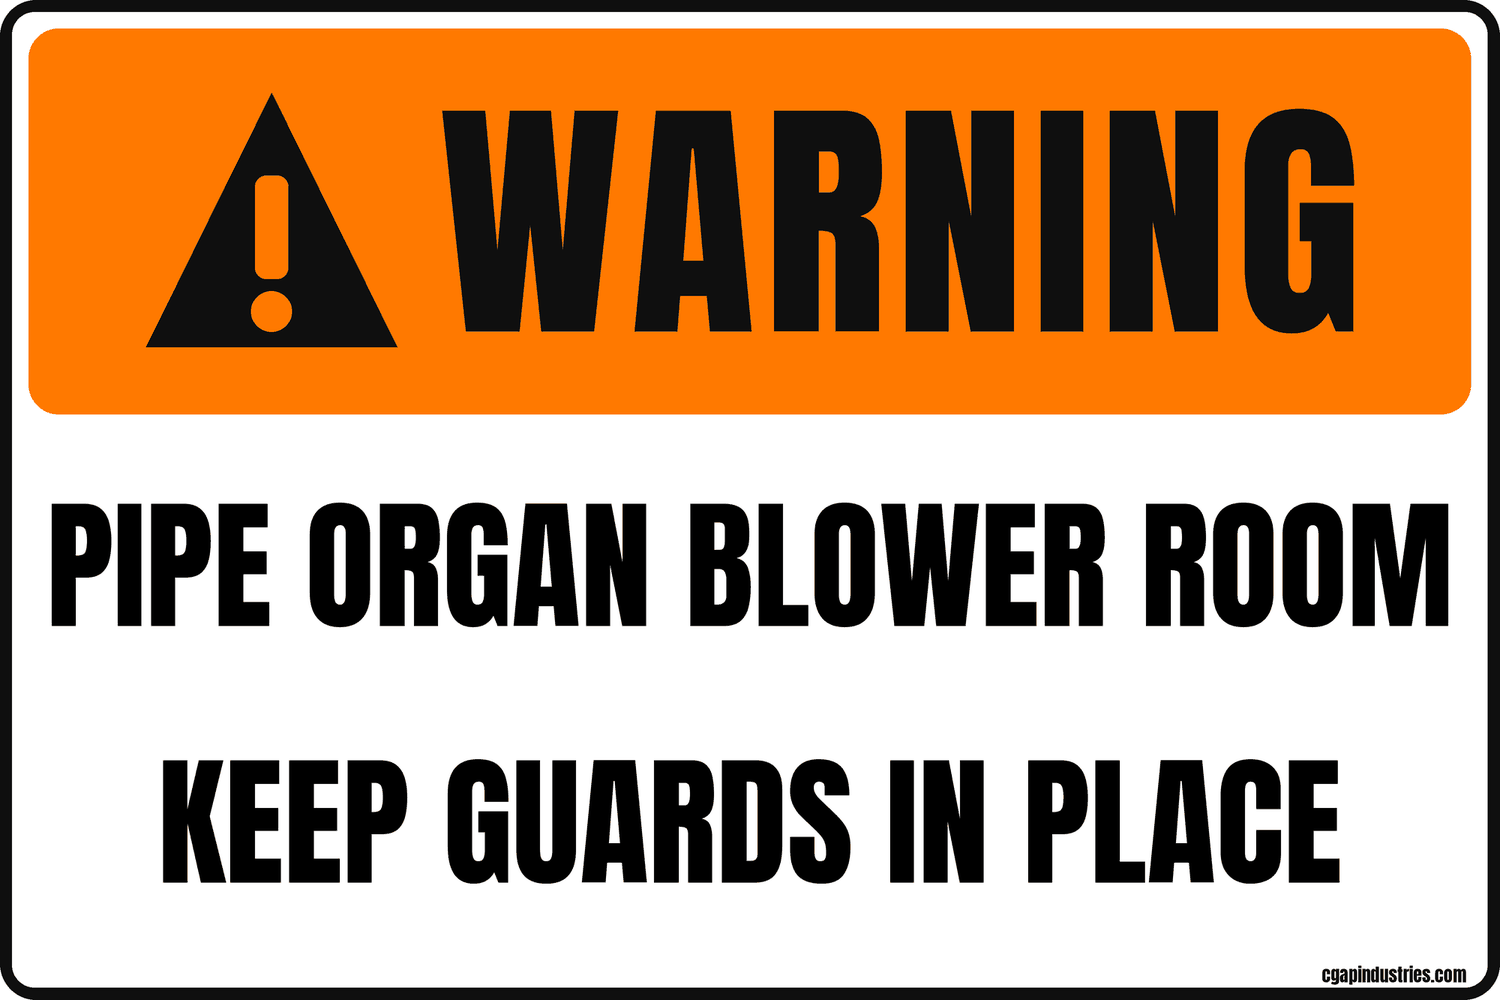 WARNING
PIPE ORGAN BLOWER ROOM
KEEP GUARDS IN PLACE
cgapindustries.com